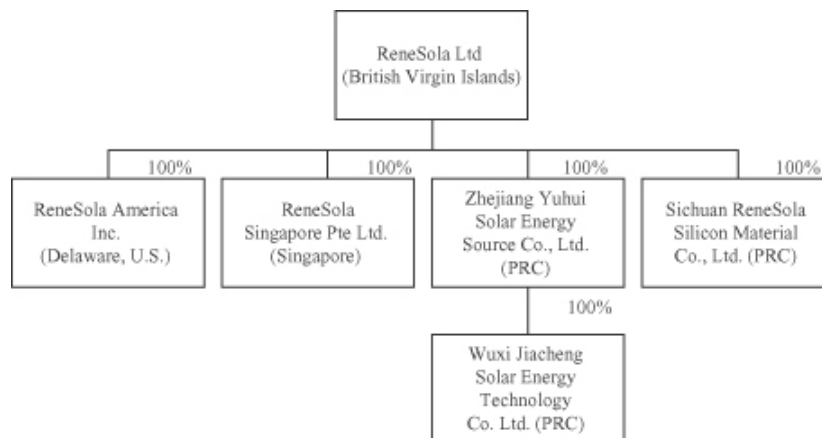 ReneSola Ltd
(British Virgin Islands)
100%
100%
100%
100%
ReneSola America
Inc.
(Delaware, U.S.)
ReneSola
Singapore Pte Ltd.
(Singapore)
Zhejiang Yuhui
Solar Energy
Source Co., Ltd.
(PRC)
Sichuan ReneSola
Silicon Material
Co., Ltd. (PRC)
100%
Wuxi Jiacheng
Solar Energy
Technology
Co. Ltd. (PRC)